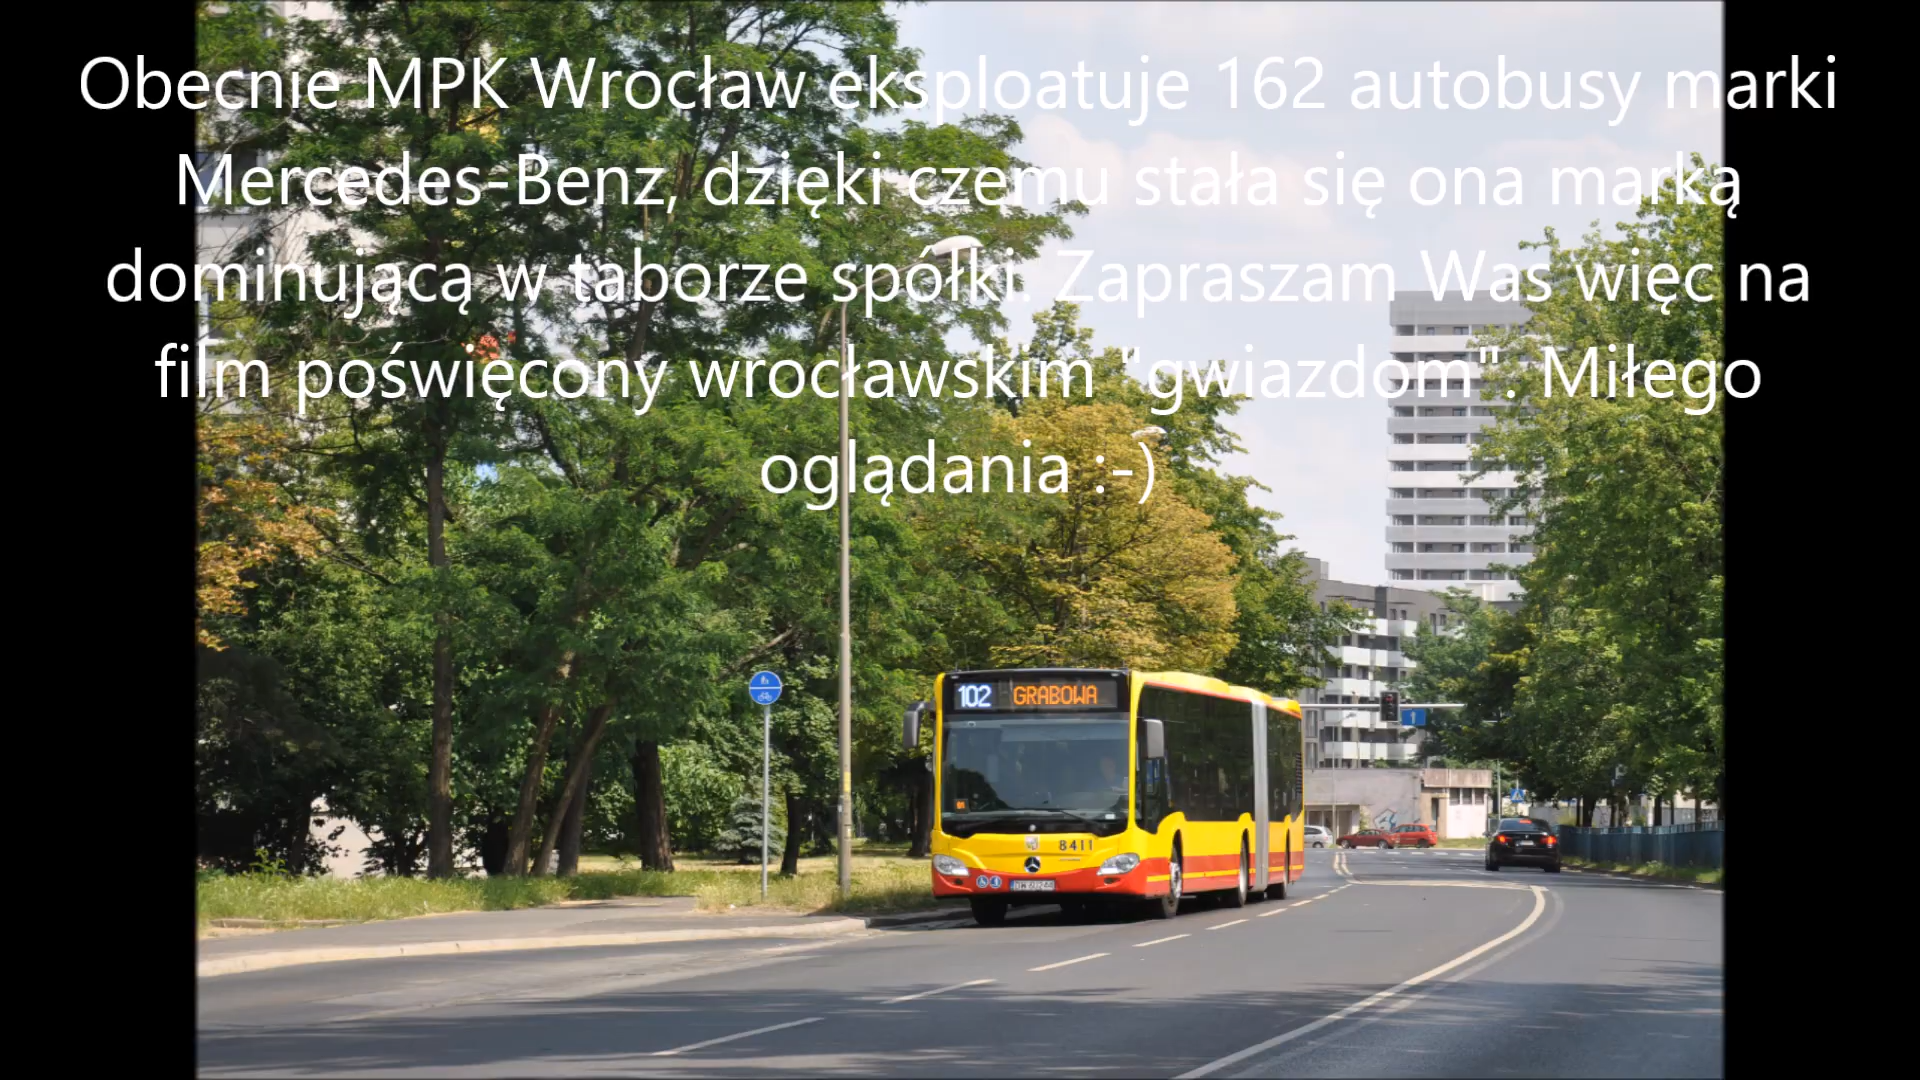 Obecnie MPK Wrocław eksploatuje 162 autobusy marki
Mercedes-Benz, dzięki czemu stała się ona marką
dominującą w taborze spółki. Zapraszam Was więc na
film poświęcony wrocławskim "gwiazdom". Miłego
oglądania :-)
102 GRABOWA
8411